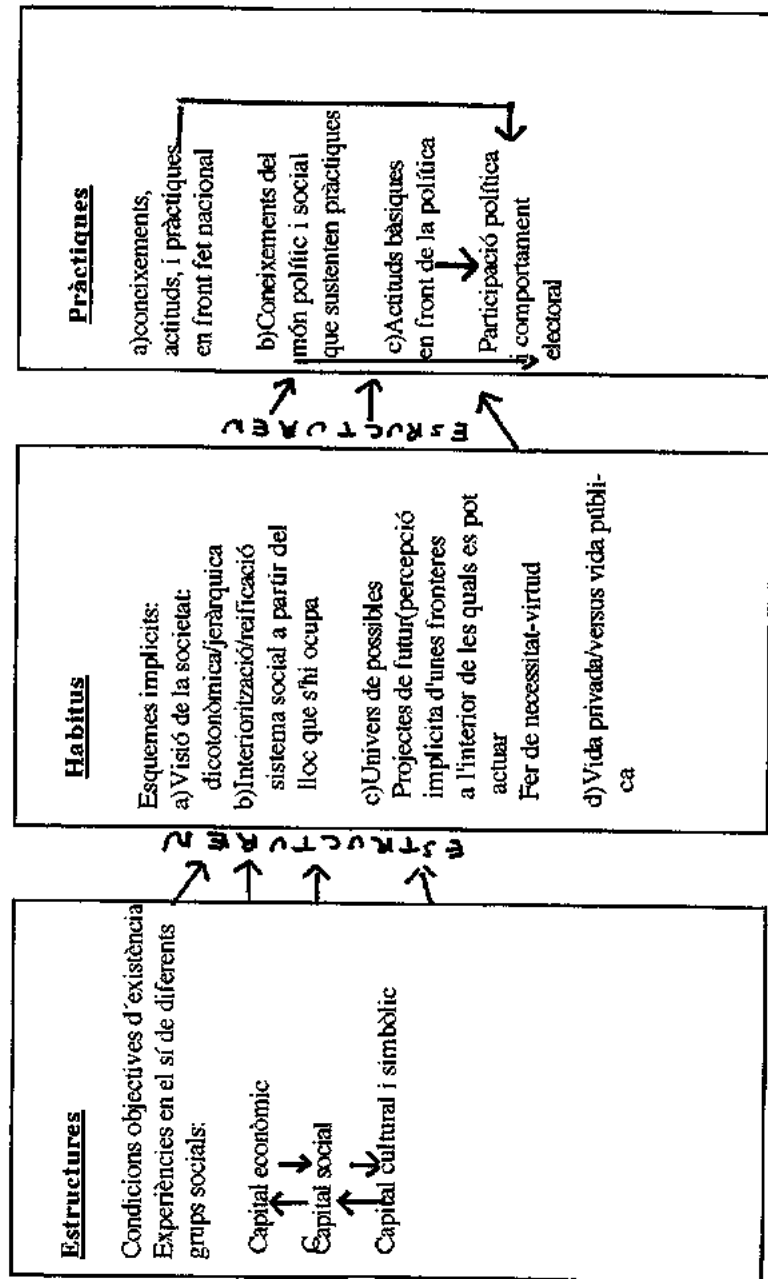 Estructures
Condicions objectives d´existència
Experiències en el sí de diferents
grups socials:
Capital econòmic
Capital social
Capital cultural i simbòlic
ESTRUCTUREN
Habitus
Esquemes implicits:
a)Visió de la societat:
dicotonòmica/jeràrquica
b)Interiorització/reificació
sistema social a partir del
lloc que s'hi ocupa
c)Univers de possibles
Projectes de futur(percepció
implicita d'unes fronteres
a l'interior de les quals es pot
actuar
Fer de necessitat-virtud
d)Vida privada/versus vida públi-
ca
ESTRUCTUREN
Pràctiques
a)coneixements,
actituds, i pràctiques
en front fet nacional
b)Coneixements del
món polític i social
que sustenten pràctiques
c)Actituds bàsiques
en front de la política
Participació política
i comportament
electoral